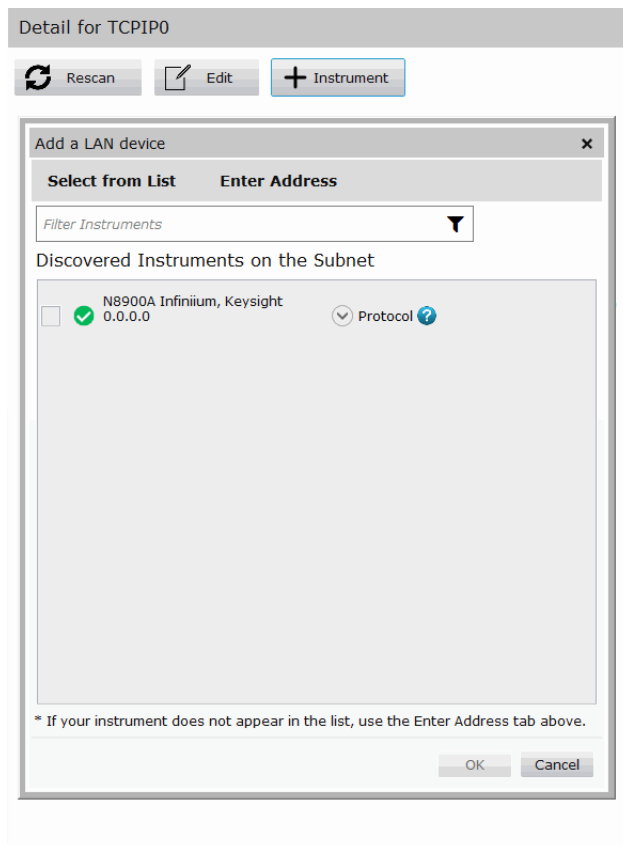 Detail for TCPIP0
Rescan Edit Instrument
Add a LAN device
Select from List Enter Address
Filter Instruments
Discovered Instruments on the Subnet
N8900A Infiniium, Keysight
0.0.0.0 Protocol ?
* If your instrument does not appear in the list, use the Enter Address tab above.
OK Cancel